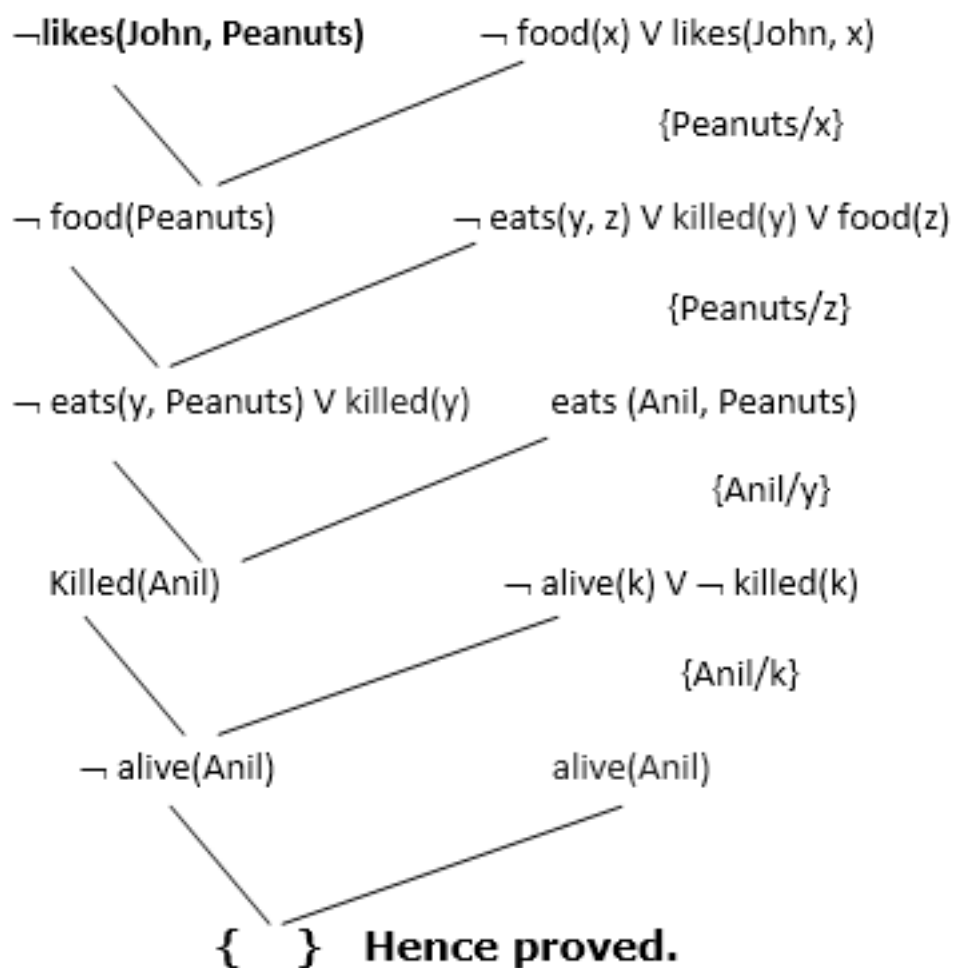 ¬likes(John, Peanuts) ¬ food(x) V likes(John, x)
{Peanuts/x}
¬ food(Peanuts) ¬ eats(y, z) V killed(y) V food(z)
{Peanuts/z}
¬ eats(y, Peanuts) V killed(y) eats (Anil, Peanuts)
{Anil/y}
Killed(Anil) ¬ alive(k) V ¬ killed(k)
{Anil/k}
¬ alive(Anil) alive(Anil)
{ } Hence proved.